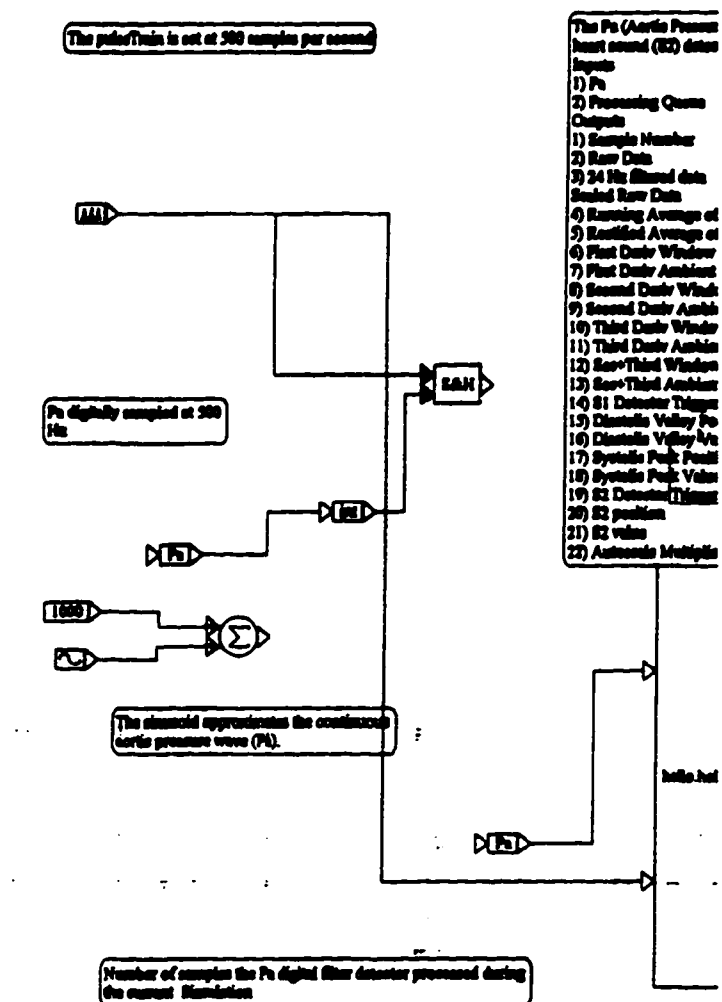 The pulseTrain is set at 500 samples per second
The Pa (Aortic Pressur
heart sound (S2) detec
Inputs
1) Pa
2) Processing Queue
Outputs
1) Sample Number
2) Raw Data
3) 24 Hz filtered data
Scaled Raw Data
4) Running Average of
5) Rectified Average of
6) First Deriv Window
7) First Deriv Ambient
8) Second Deriv Windo
9) Second Deriv Ambie
10) Third Deriv Window
11) Third Deriv Ambien
12) Sec+Third Window
13) Sec+Third Ambient
14) S1 Detector Trigger
15) Diastolic Valley Po
16) Diastolic Valley Va
17) Systolic Peak Positi
18) Systolic Peak Value
19) S2 Detector Trigger
20) S2 position
21) S2 value
22) Autoscale Multiplie
S&H
Pa digitally sampled at 500
Hz
int
Pa
1000
Σ
The sinusoid approximates the continuous
aortic pressure wave (Pa).
hello.hel
Pa
Number of samples the Pa digital filter detector processed during
the current Simulation